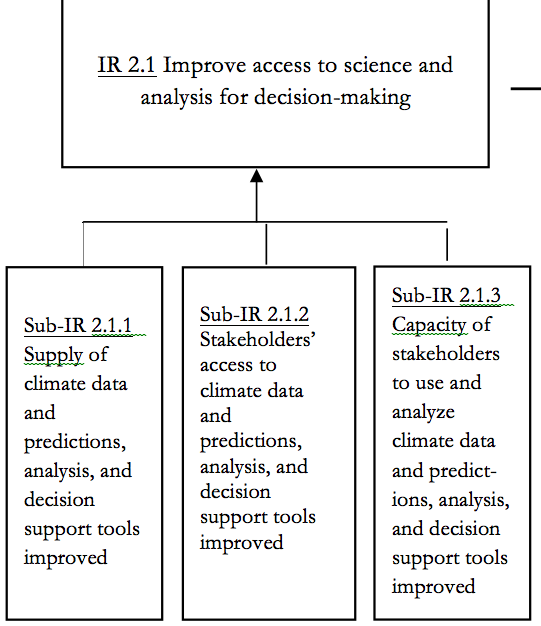 IR 2.1 Improve access to science and
analysis for decision-making
Sub-IR 2.1.1
Supply of
climate data
and
predictions,
analysis, and
decision
support tools
improved
Sub-IR 2.1.2
Stakeholders’
access to
climate data
and
predictions,
analysis, and
decision
support tools
improved
Sub-IR 2.1.3
Capacity of
stakeholders
to use and
analyze
climate data
and predict-
ions, analysis,
and decision
support tools
improved